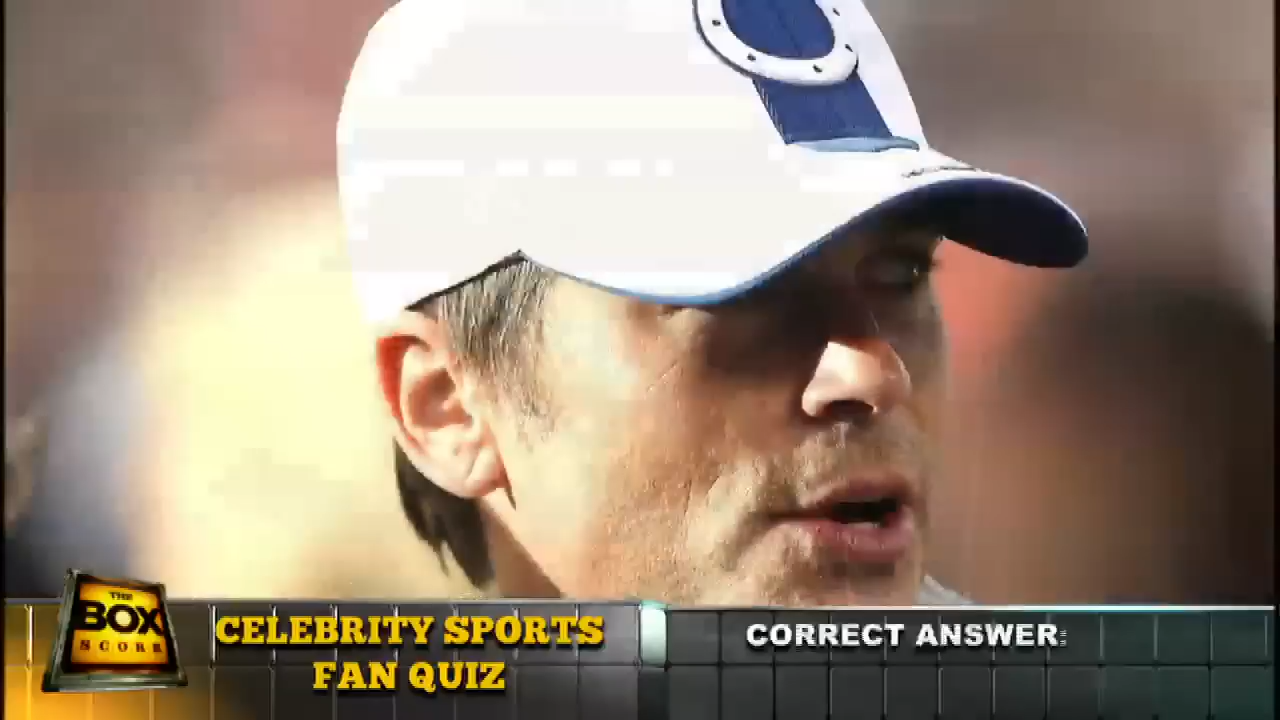 THE
BOX
SCORE
CELEBRITY SPORTS
FAN QUIZ
CORRECT ANSWER: